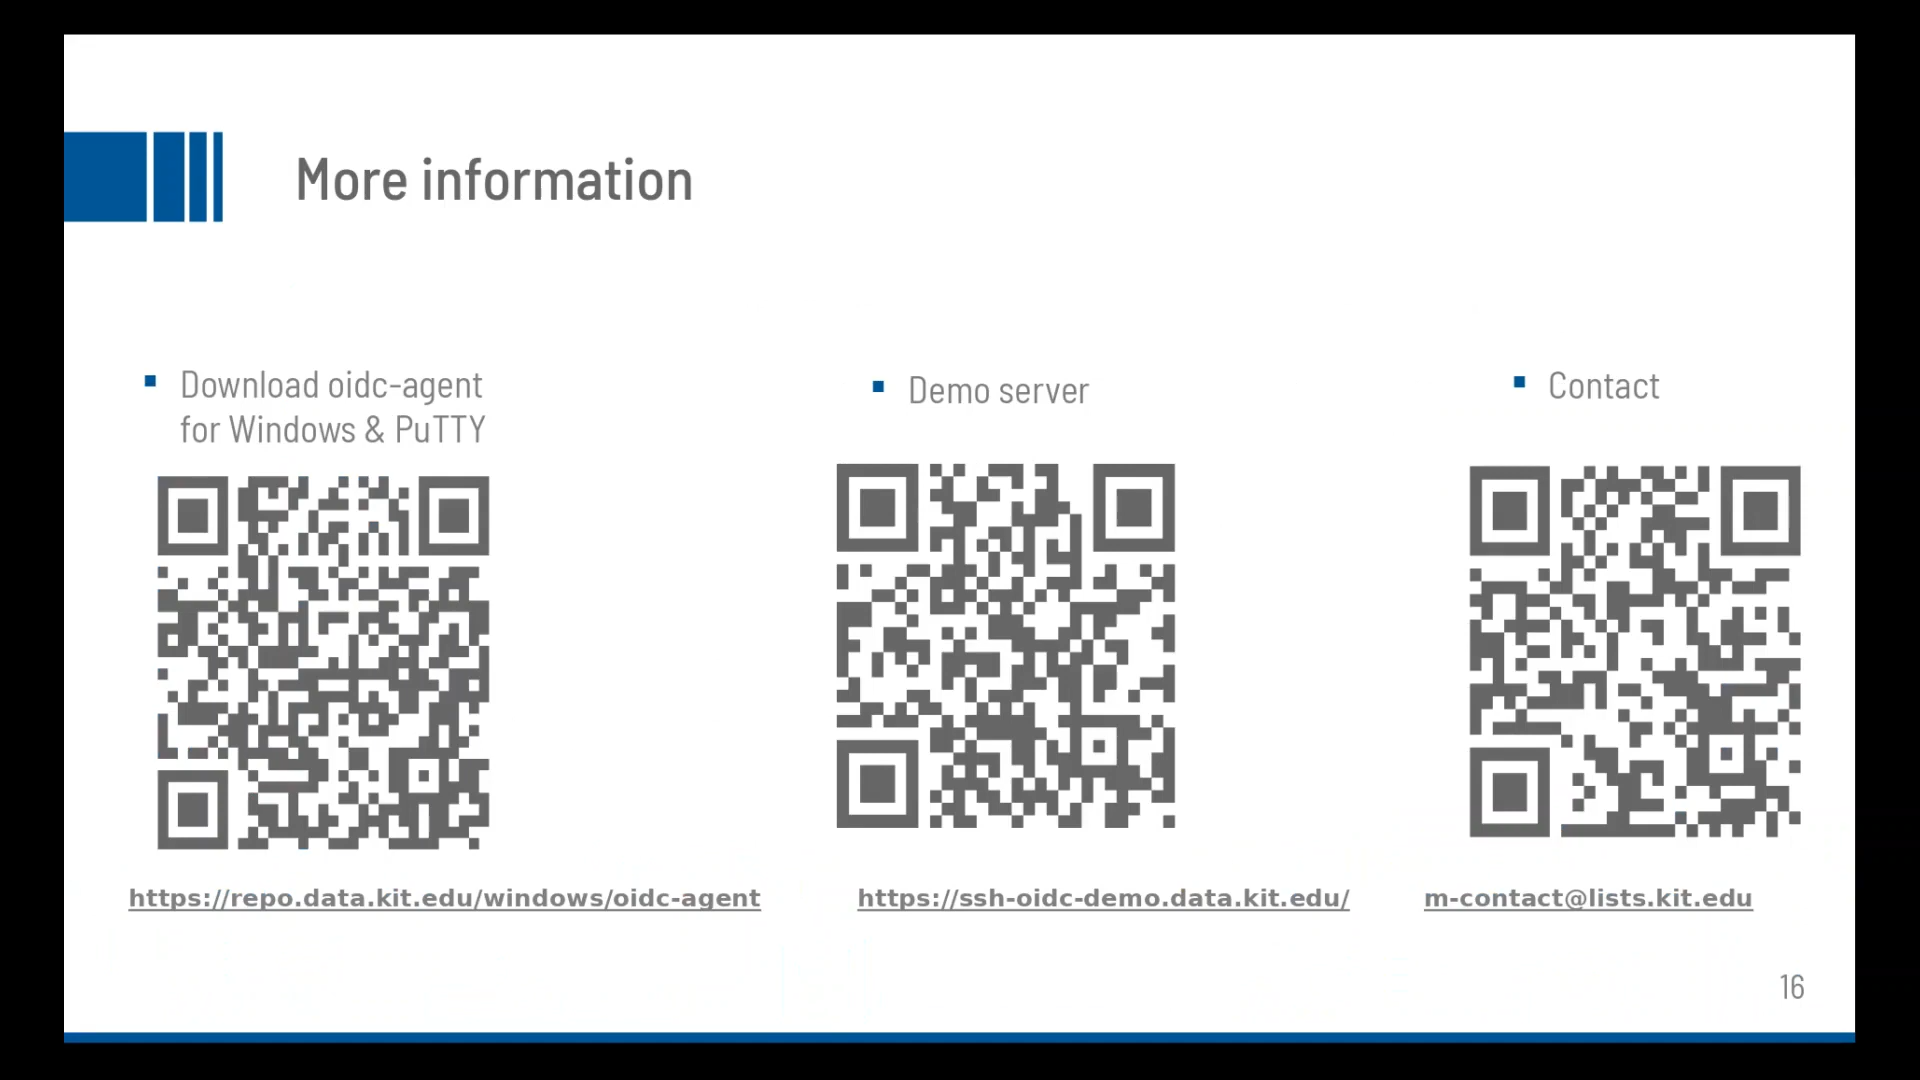 More information
Download oidc-agent
for Windows & PuTTY
Demo server
Contact
https://repo.data.kit.edu/windows/oidc-agent
https://ssh-oidc-demo.data.kit.edu/
m-contact@lists.kit.edu
16